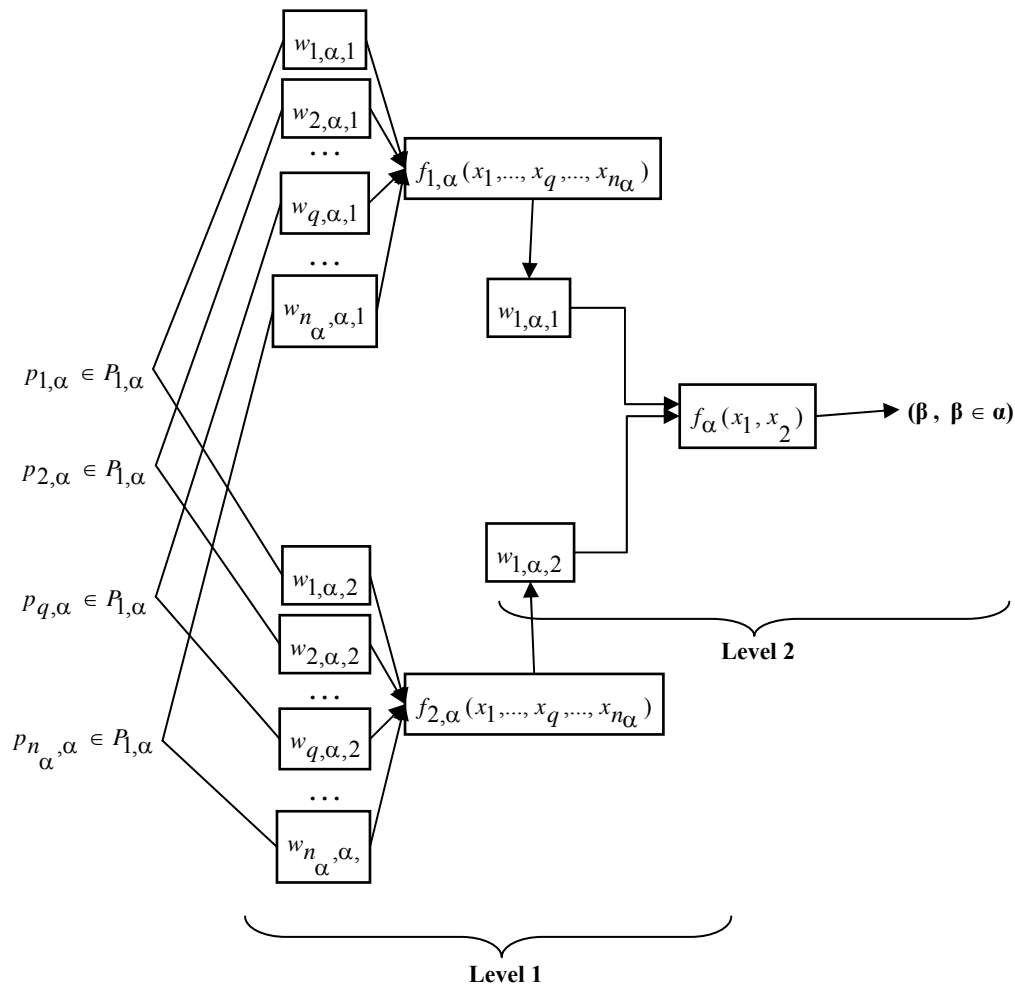 w1,α,1
w2,α,1
...
wq,α,1
...
wnα,α,1
f1,α(x1,..., xq,..., xnα)
w1,α,1
p1,α ∈ P1,α
p2,α ∈ P1,α
pq,α ∈ P1,α
pnα,α ∈ P1,α
fα(x1, x2)
(β , β ∈ α)
w1,α,2
w1,α,2
w2,α,2
...
wq,α,2
...
wnα,α,
f2,α(x1,..., xq,..., xnα)
Level 2
Level 1